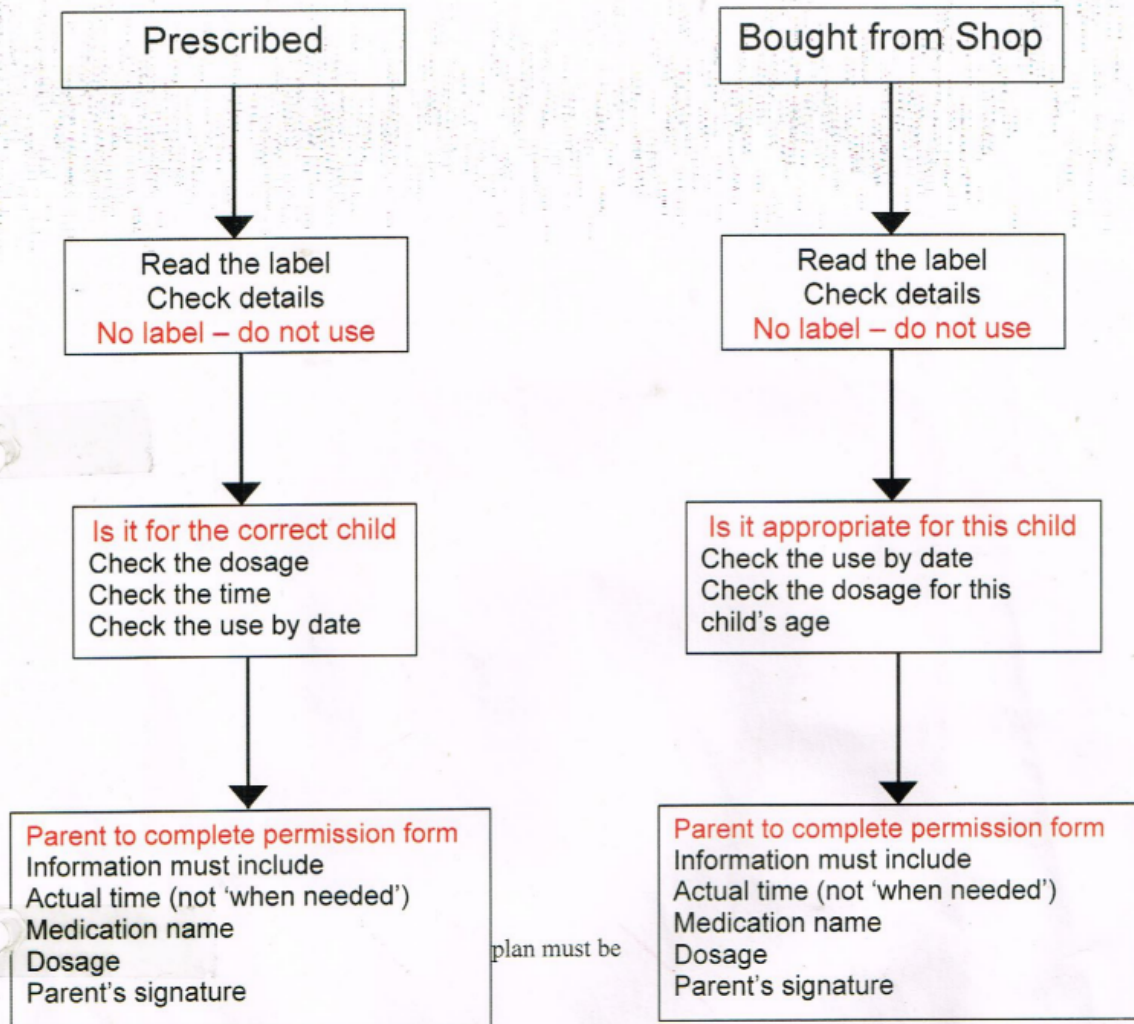 Prescribed
Read the label
Check details
No label – do not use
Is it for the correct child
Check the dosage
Check the time
Check the use by date
Parent to complete permission form
Information must include
Actual time (not ‘when needed’)
Medication name
Dosage
Parent's signature
plan must be
Bought from Shop
Read the label
Check details
No label – do not use
Is it appropriate for this child
Check the use by date
Check the dosage for this
child's age
Parent to complete permission form
Information must include
Actual time (not ‘when needed’)
Medication name
Dosage
Parent's signature